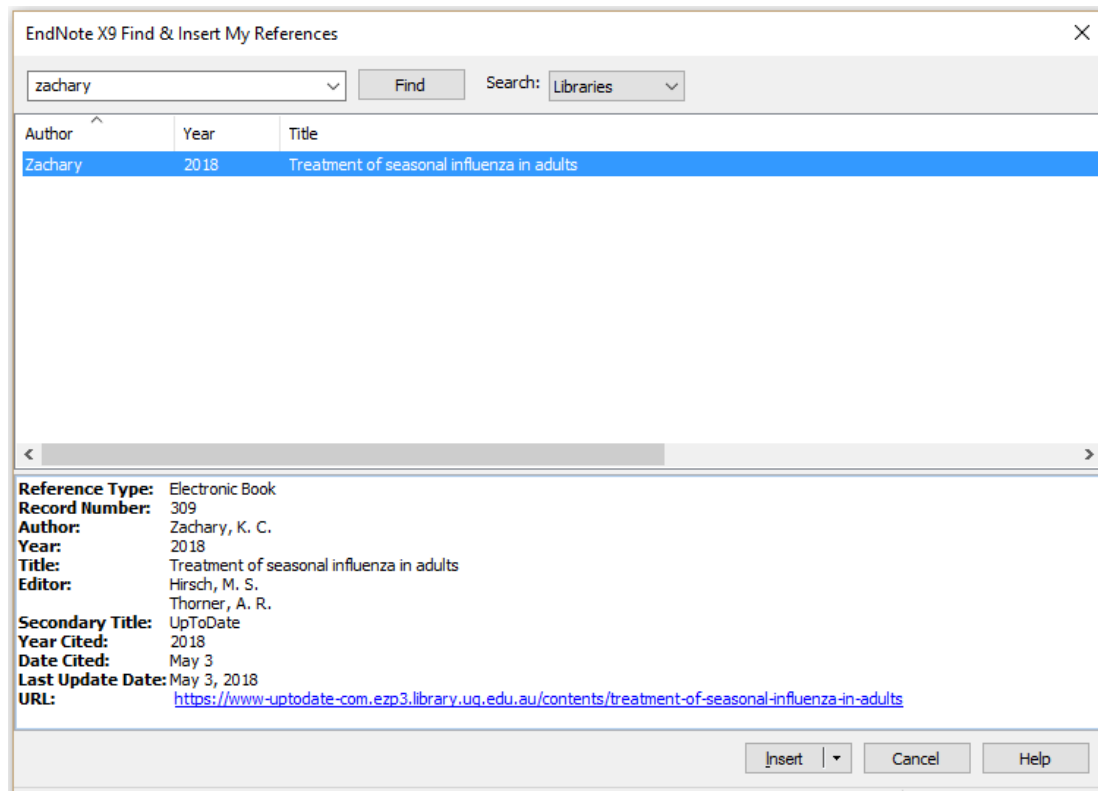 EndNote X9 Find & Insert My References
zachary Find Search: Libraries
Author Year Title
Zachary 2018 Treatment of seasonal influenza in adults
Reference Type: Electronic Book
Record Number: 309
Author: Zachary, K. C.
Year: 2018
Title: Treatment of seasonal influenza in adults
Editor: Hirsch, M. S.
Thorner, A. R.
Secondary Title: UpToDate
Year Cited: 2018
Date Cited: May 3
Last Update Date: May 3, 2018
URL: https://www-uptodate-com.ezp3.library.uq.edu.au/contents/treatment-of-seasonal-influenza-in-adults
Insert Cancel Help